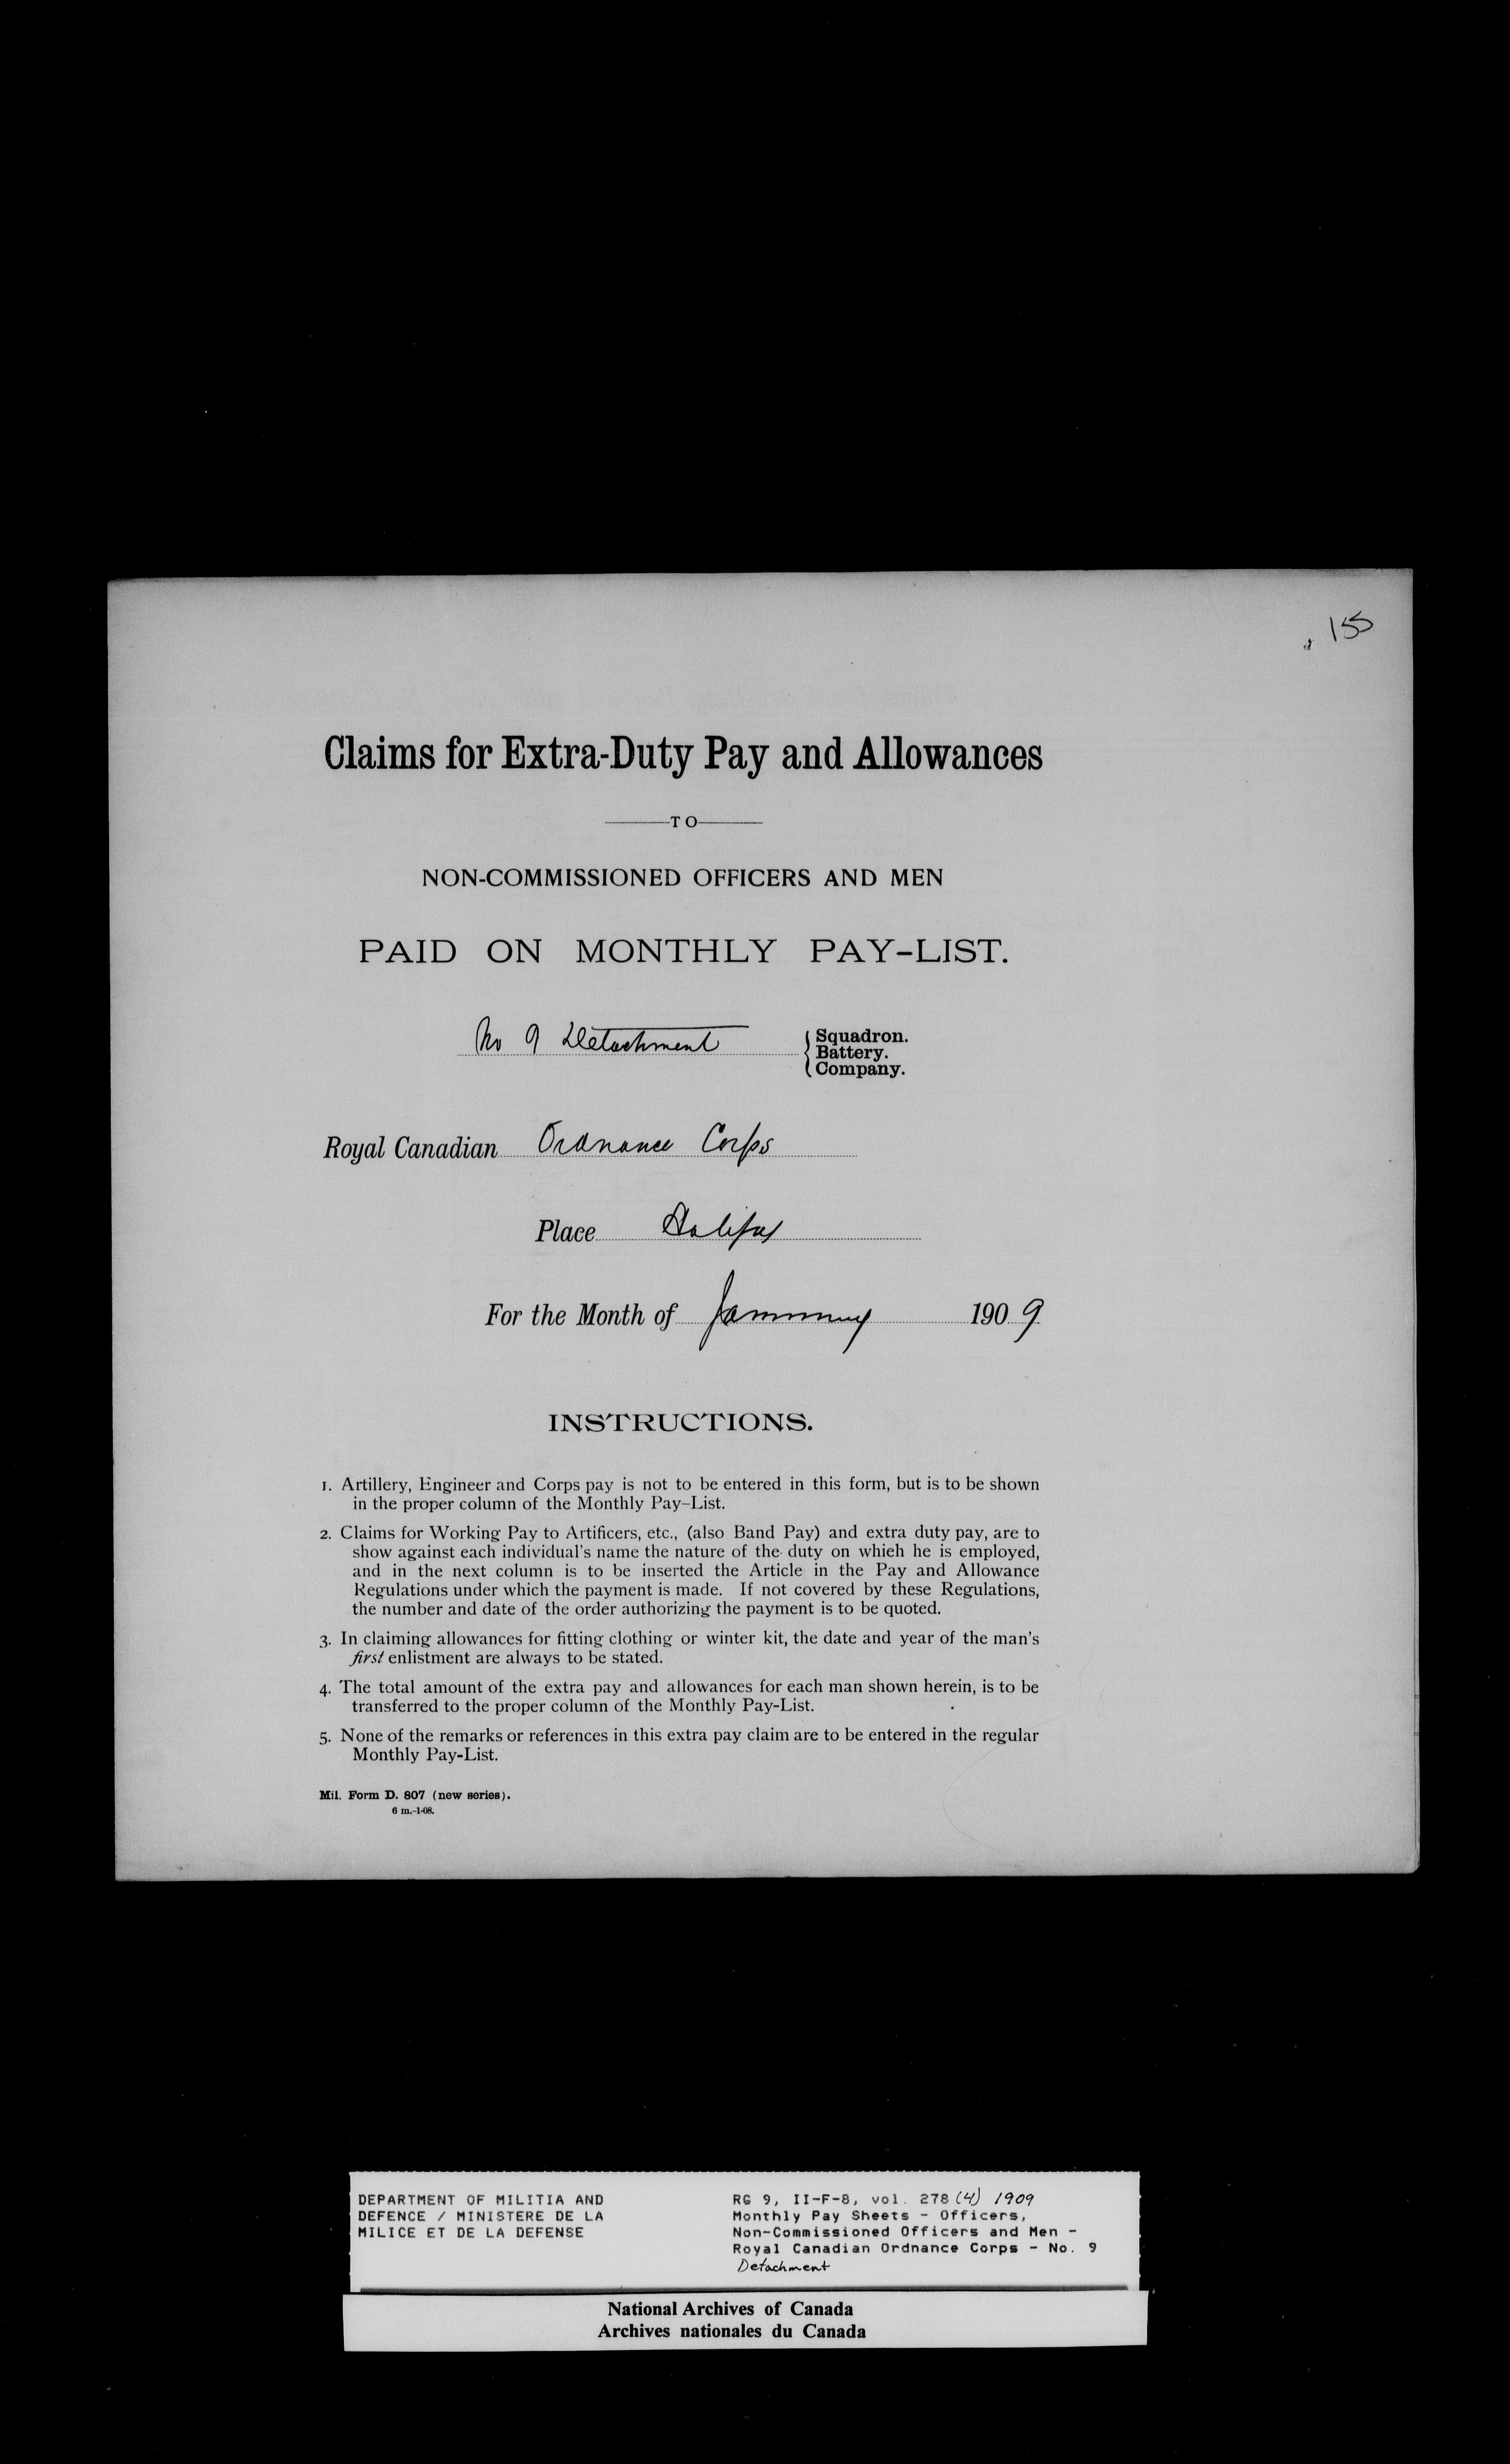 155
Claims for Extra-Duty Pay and Allowances
TO
NON-COMMISSIONED OFFICERS AND MEN
PAID ON MONTHLY PAY-LIST.
No 9 Detachment
Squadron.
Battery.
Company.
Royal Canadian Ordnance Corps
Place Halifax
For the Month of January 1909
INSTRUCTIONS.
1. Artillery, Engineer and Corps pay is not to be entered in this form, but is to be shown
in the proper column of the Monthly Pay-List.
2. Claims for Working Pay to Artificers, etc., (also Band Pay) and extra duty pay, are to
show against each individual's name the nature of the duty on whieh he is employed,
and in the next column is to be inserted the Article in the Pay and Allowance
Regulations under which the payment is made. If not covered by these Regulations,
the number and date of the order authorizing the payment is to be quoted.
3. In claiming allowances for fitting clothing or winter kit, the date and year of the man's
first enlistment are always to be stated.
4. The total amount of the extra pay and allowances for each man shown herein, is to be
transferred to the proper column of the Monthly Pay-List.
5. None of the remarks or references in this extra pay claim are to be entered in the regular
Monthly Pay-List.
Mil. Form D. 807 (new series).
6 m.-1-08.
DEPARTMENT OF MILITIA AND
DEFENCE / MINISTERE DE LA
MILICE ET DE LA DEFENSE
RG 9, II-F-8, vol. 278 (4) 1909
Monthly Pay Sheets - Officers,
Non-Commissioned Officers and Men -
Royal Canadian Ordnance Corps - No. 9
Detachment
National Archives of Canada
Archives nationales du Canada